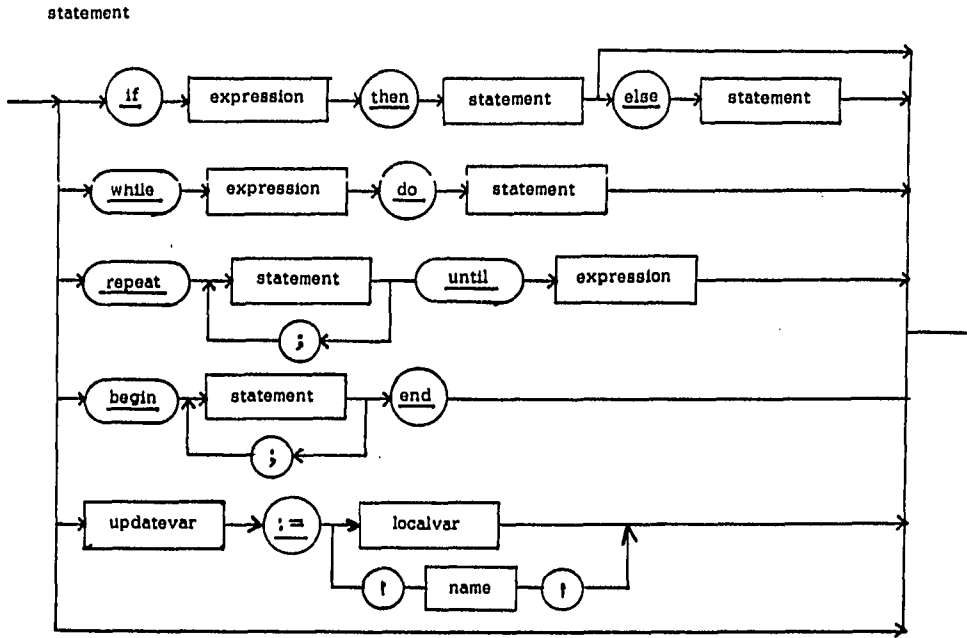 statement
if expression then statement else statement
while expression do statement
repeat statement until expression
;
begin statement end
;
updatevar := localvar
' name '